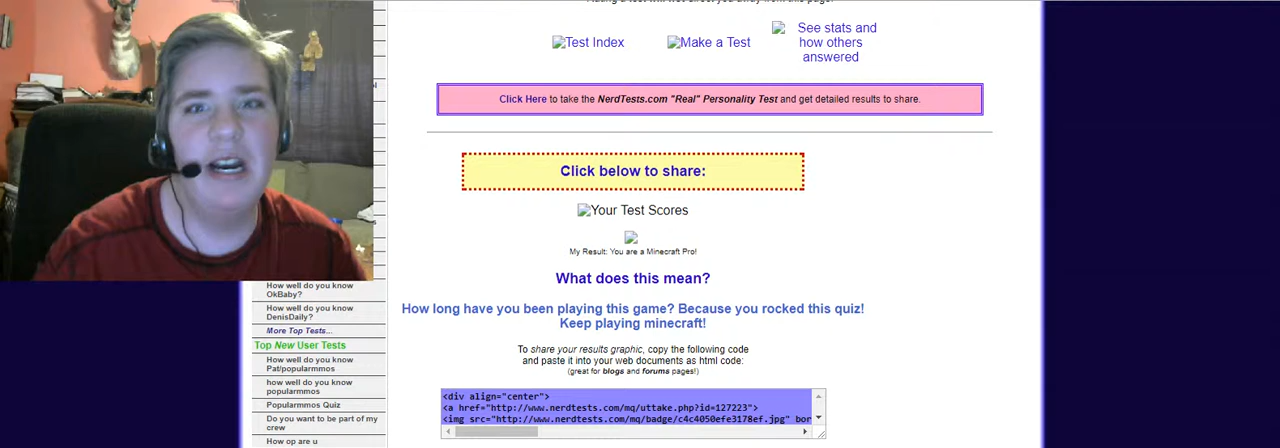 Test Index
Make a Test
See stats and
how others
answered
Click Here to take the NerdTests.com "Real" Personality Test and get detailed results to share.
Click below to share:
Your Test Scores
My Result: You are a Minecraft Pro!
What does this mean?
How long have you been playing this game? Because you rocked this quiz!
Keep playing minecraft!
To share your results graphic, copy the following code
and paste it into your web documents as html code:
(great for blogs and forums pages!)
<div align="center">
<a href="http://www.nerdtests.com/mq/uttake.php?id=127223">
<img src="http://www.nerdtests.com/mq/badge/c4c4050efe3178ef.jpg" bor
How well do you know
OkBaby?
How well do you know
DenisDaily?
More Top Tests...
Top New User Tests
How well do you know
Pat/popularmmos
how well do you know
popularmmos
Popularmmos Quiz
Do you want to be part of my
crew
How op are u